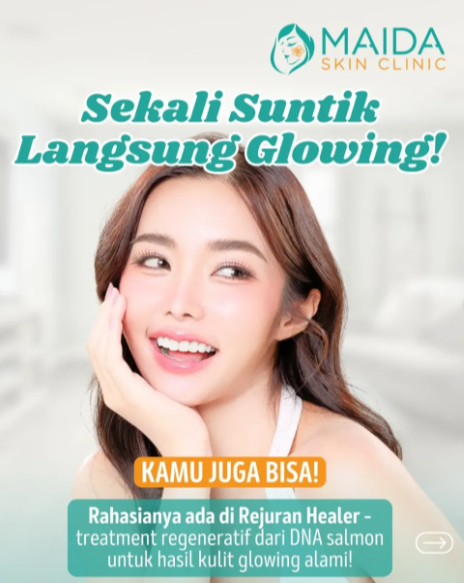 MAIDA
SKIN CLINIC
Sekali Suntik
Langsung Glowing!
KAMU JUGA BISA!
Rahasianya ada di Rejuran Healer -
treatment regeneratif dari DNA salmon
untuk hasil kulit glowing alami!